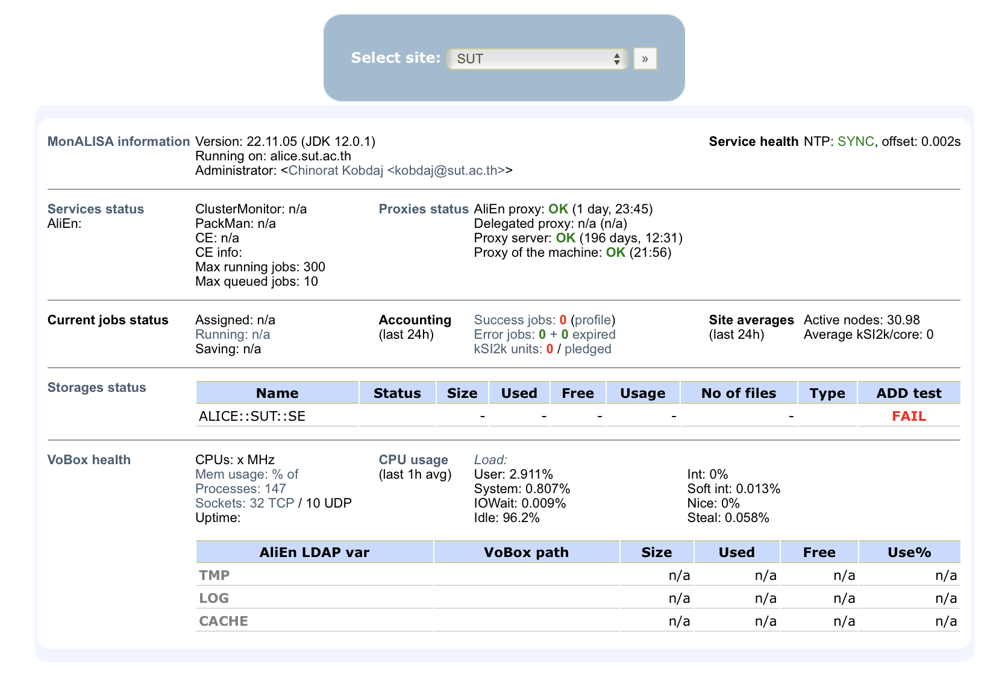 Select site: SUT »
MonALISA information Version: 22.11.05 (JDK 12.0.1) Service health NTP: SYNC, offset: 0.002s
Running on: alice.sut.ac.th
Administrator: <Chinorat Kobdaj <kobdaj@sut.ac.th>>
Services status ClusterMonitor: n/a Proxies status AliEn proxy: OK (1 day, 23:45)
AliEn: PackMan: n/a Delegated proxy: n/a (n/a)
CE: n/a Proxy server: OK (196 days, 12:31)
CE info: Proxy of the machine: OK (21:56)
Max running jobs: 300
Max queued jobs: 10
Current jobs status Assigned: n/a Accounting Success jobs: 0 (profile) Site averages Active nodes: 30.98
Running: n/a (last 24h) Error jobs: 0 + 0 expired (last 24h) Average kSI2k/core: 0
Saving: n/a kSI2k units: 0 / pledged
Storages status Name Status Size Used Free Usage No of files Type ADD test
ALICE::SUT::SE - - - - - FAIL
VoBox health CPUs: x MHz CPU usage Load:
Mem usage: % of (last 1h avg) User: 2.911% Int: 0%
Processes: 147 System: 0.807% Soft int: 0.013%
Sockets: 32 TCP / 10 UDP IOWait: 0.009% Nice: 0%
Uptime: Idle: 96.2% Steal: 0.058%
AliEn LDAP var VoBox path Size Used Free Use%
TMP n/a n/a n/a n/a
LOG n/a n/a n/a n/a
CACHE n/a n/a n/a n/a